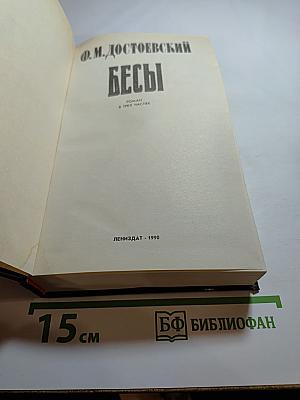 Ф.М.ДОСТОЕВСКИЙ
БЕСЫ
РОМАН
В ТРЕХ ЧАСТЯХ
ЛЕНИЗДАТ · 1990
15 см
БФ БИБЛИОФАН